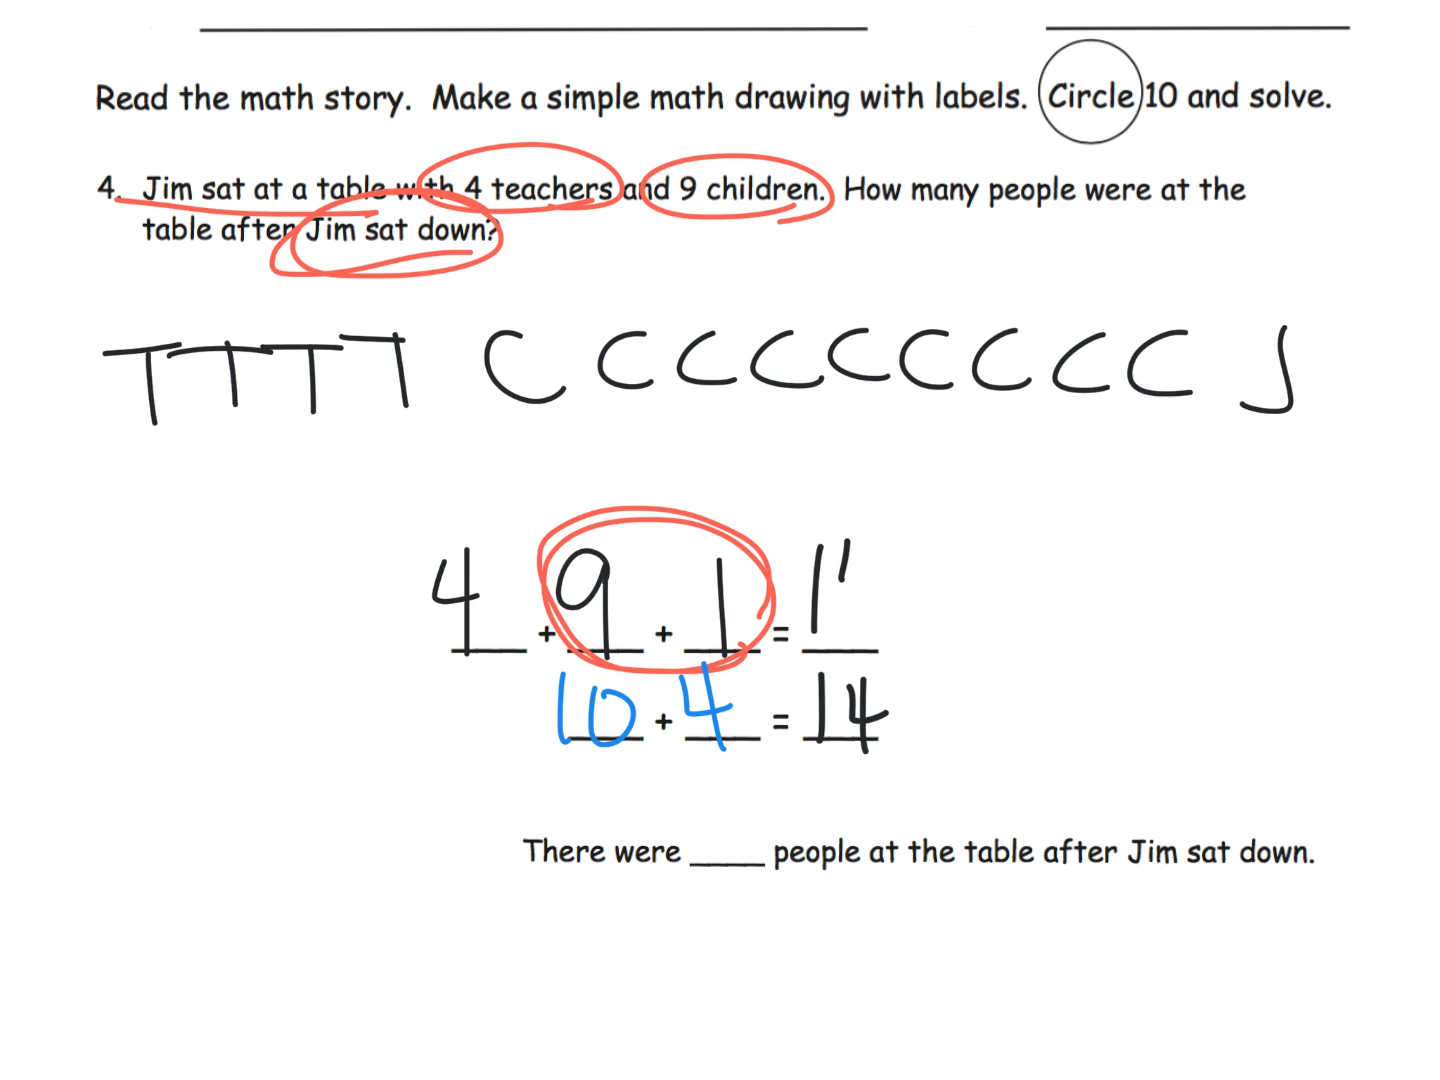 Read the math story. Make a simple math drawing with labels. Circle 10 and solve.
4. Jim sat at a table with 4 teachers and 9 children. How many people were at the
table after Jim sat down?
T T T T C C C C C C C C C J
4 + 9 + 1 = 1'
10 + 4 = 14
There were ____ people at the table after Jim sat down.